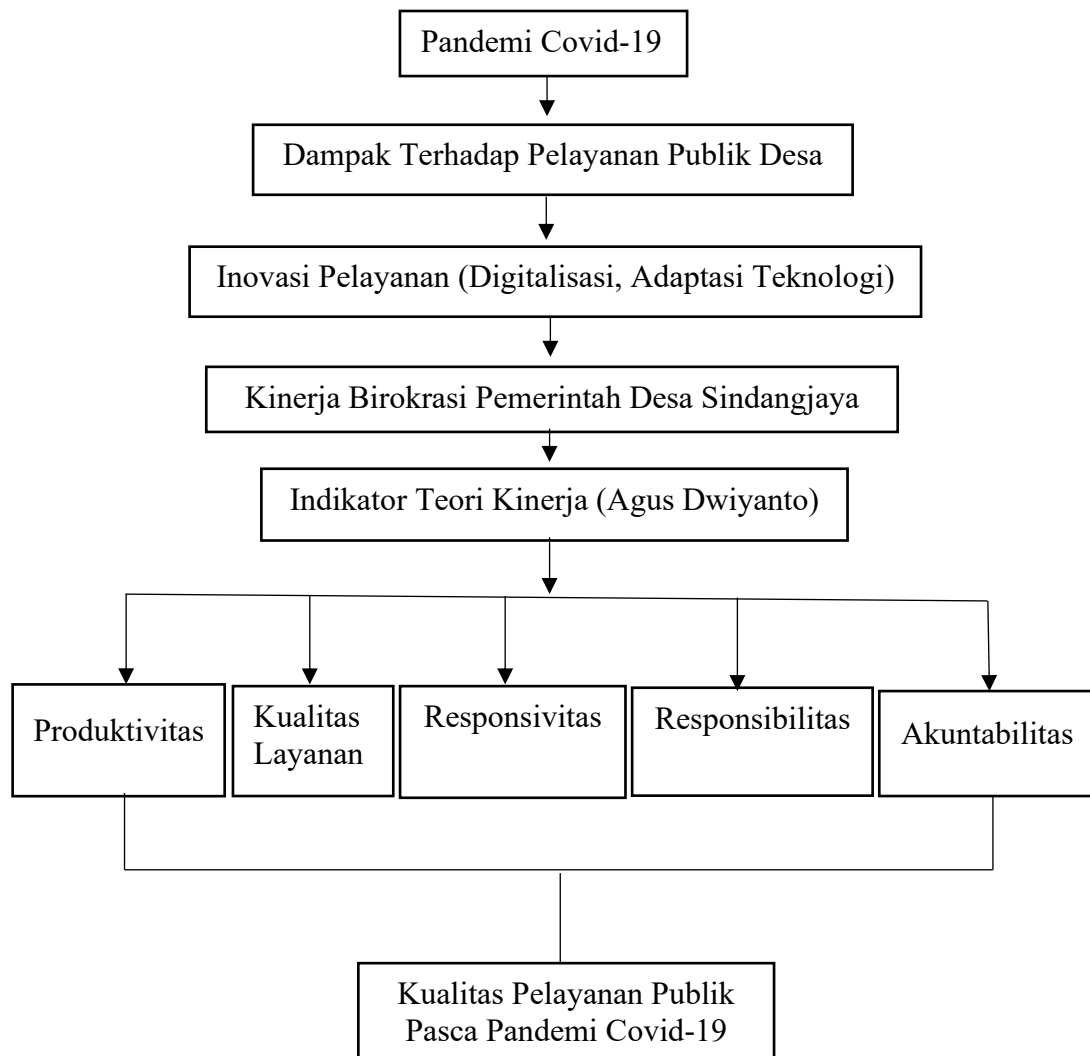 Pandemi Covid-19
Dampak Terhadap Pelayanan Publik Desa
Inovasi Pelayanan (Digitalisasi, Adaptasi Teknologi)
Kinerja Birokrasi Pemerintah Desa Sindangjaya
Indikator Teori Kinerja (Agus Dwiyanto)
Produktivitas
Kualitas
Layanan
Responsivitas
Responsibilitas
Akuntabilitas
Kualitas Pelayanan Publik
Pasca Pandemi Covid-19